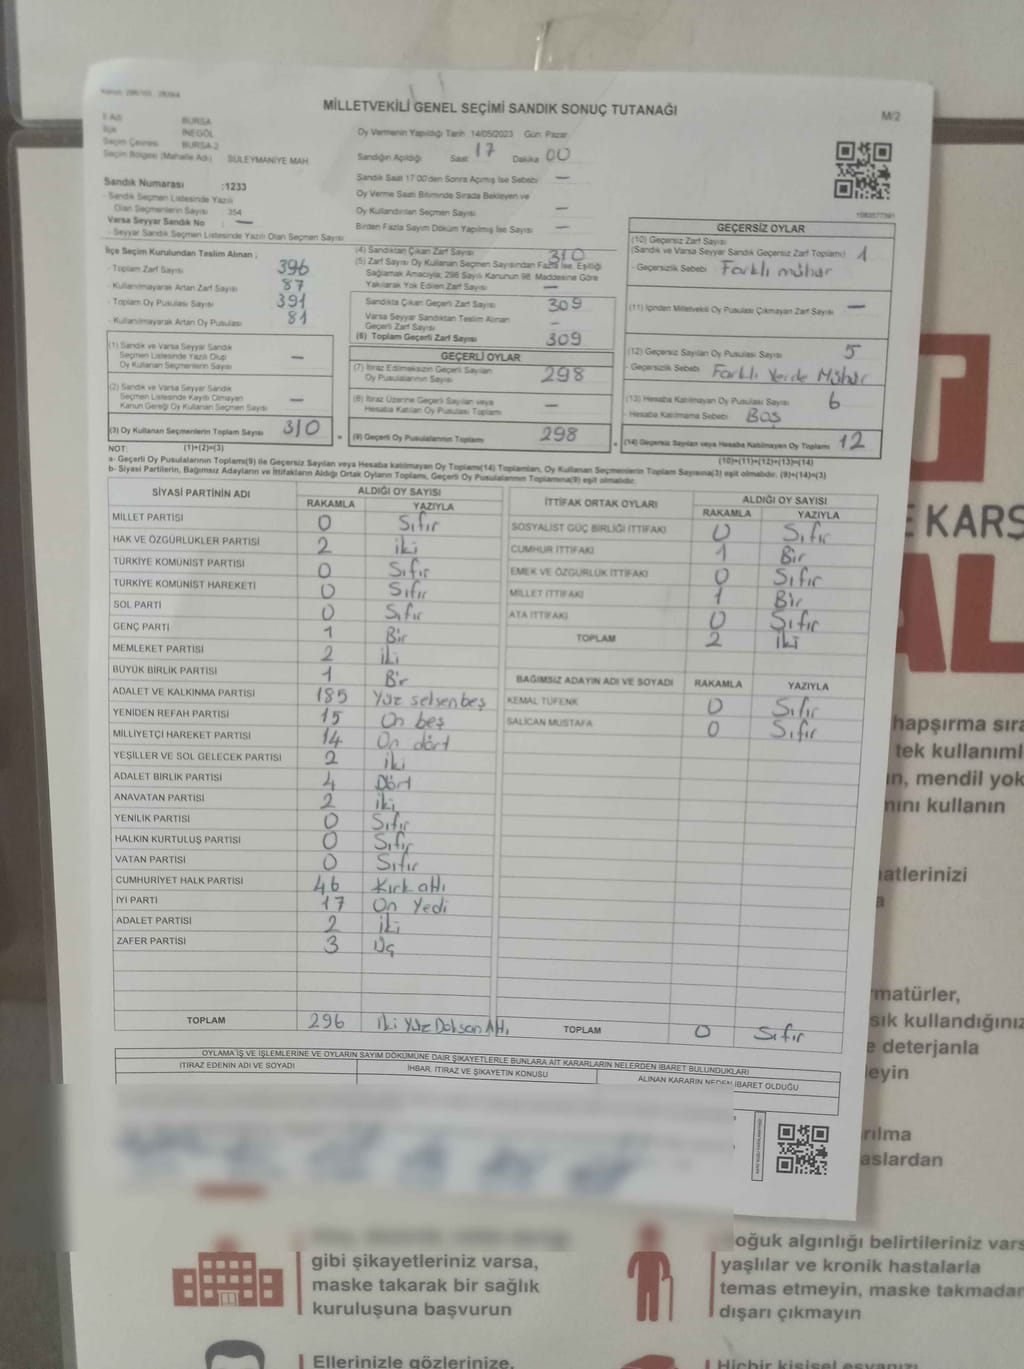 MİLLETVEKİLİ GENEL SEÇİMİ SANDIK SONUÇ TUTANAĞI
M/2
İl Adı BURSA
İlçe İNEGÖL
Seçim Çevresi BURSA-2
Seçim Bölgesi (Mahalle Adı) SÜLEYMANİYE MAH
Sandık Numarası :1233
- Sandık Seçmen Listesinde Yazılı
Olan Seçmenlerin Sayısı 354
Varsa Seyyar Sandık No —
- Seyyar Sandık Seçmen Listesinde Yazılı Olan Seçmen Sayısı
Oy Vermenin Yapıldığı Tarih 14/05/2023 Gün: Pazar
Sandığın Açıldığı Saat 17 Dakika 00
Sandık Saat 17:00'den Sonra Açılmış İse Sebebi —
Oy Verme Saati Bitiminde Sırada Bekleyen ve
Oy Kullandırılan Seçmen Sayısı —
Birden Fazla Sayım Döküm Yapılmış İse Sayısı —
İlçe Seçim Kurulundan Teslim Alınan ;
- Toplam Zarf Sayısı 396
- Kullanılmayarak Artan Zarf Sayısı 87
- Toplam Oy Pusulası Sayısı 391
- Kullanılmayarak Artan Oy Pusulası 81
(4) Sandıktan Çıkan Zarf Sayısı 310
(5) Zarf Sayısı Oy Kullanan Seçmen Sayısından Fazla İse, Eşitliği
Sağlamak Amacıyla, 298 Sayılı Kanunun 98. Maddesine Göre
Yakılarak Yok Edilen Zarf Sayısı —
Sandıkta Çıkan Geçerli Zarf Sayısı 309
Varsa Seyyar Sandıktan Teslim Alınan
Geçerli Zarf Sayısı —
(6) Toplam Geçerli Zarf Sayısı 309
GEÇERSİZ OYLAR
(10) Geçersiz Zarf Sayısı
(Sandık ve Varsa Seyyar Sandık Geçersiz Zarf Toplamı) 1
- Geçersizlik Sebebi Farklı mühür
(11) İçinden Milletvekili Oy Pusulası Çıkmayan Zarf Sayısı —
(12) Geçersiz Sayılan Oy Pusulası Sayısı 5
- Geçersizlik Sebebi Farklı Yerde Mühür
(13) Hesaba Katılmayan Oy Pusulası Sayısı 6
- Hesaba Katılmama Sebebi Boş
(1) Sandık ve Varsa Seyyar Sandık
Seçmen Listesinde Yazılı Olup
Oy Kullanan Seçmenlerin Sayısı —
(2) Sandık ve Varsa Seyyar Sandık
Seçmen Listesinde Kayıtlı Olmayan
Kanun Gereği Oy Kullanan Seçmen Sayısı —
(3) Oy Kullanan Seçmenlerin Toplam Sayısı 310
GEÇERLİ OYLAR
(7) İtiraz Edilmeksizin Geçerli Sayılan
Oy Pusulalarının Sayısı 298
(8) İtiraz Üzerine Geçerli Sayılan veya
Hesaba Katılan Oy Pusulası Toplamı —
(9) Geçerli Oy Pusulalarının Toplamı 298
(14) Geçersiz Sayılan veya Hesaba Katılmayan Oy Toplamı 12
NOT: (1)+(2)=(3)
(10)+(11)+(12)+(13)=(14)
a- Geçerli Oy Pusulalarının Toplamı(9) ile Geçersiz Sayılan veya Hesaba katılmayan Oy Toplamı(14) Toplamları, Oy Kullanan Seçmenlerin Toplam Sayısına(3) eşit olmalıdır. (9)+(14)=(3)
b- Siyasi Partilerin, Bağımsız Adayların ve İttifakların Aldığı Oyların Toplamı, Geçerli Oy Pusulalarının Toplamına(9) eşit olmalıdır.
SİYASİ PARTİNİN ADI ALDIĞI OY SAYISI
RAKAMLA YAZIYLA
MİLLET PARTİSİ 0 Sıfır
HAK VE ÖZGÜRLÜKLER PARTİSİ 2 iki
TÜRKİYE KOMÜNİST PARTİSİ 0 Sıfır
TÜRKİYE KOMÜNİST HAREKETİ 0 Sıfır
SOL PARTİ 0 Sıfır
GENÇ PARTİ 1 Bir
MEMLEKET PARTİSİ 2 iki
BÜYÜK BİRLİK PARTİSİ 1 Bir
ADALET VE KALKINMA PARTİSİ 185 Yüz seksenbeş
YENİDEN REFAH PARTİSİ 15 On beş
MİLLİYETÇİ HAREKET PARTİSİ 14 On dört
YEŞİLLER VE SOL GELECEK PARTİSİ 2 iki
ADALET BİRLİK PARTİSİ 4 Dört
ANAVATAN PARTİSİ 2 iki
YENİLİK PARTİSİ 0 Sıfır
HALKIN KURTULUŞ PARTİSİ 0 Sıfır
VATAN PARTİSİ 0 Sıfır
CUMHURİYET HALK PARTİSİ 46 Kırk altı
İYİ PARTİ 17 On Yedi
ADALET PARTİSİ 2 iki
ZAFER PARTİSİ 3 Üç
TOPLAM 296 iki Yüz Doksan Altı
İTTİFAK ORTAK OYLARI ALDIĞI OY SAYISI
RAKAMLA YAZIYLA
SOSYALİST GÜÇ BİRLİĞİ İTTİFAKI 0 Sıfır
CUMHUR İTTİFAKI 1 Bir
EMEK VE ÖZGÜRLÜK İTTİFAKI 0 Sıfır
MİLLET İTTİFAKI 1 Bir
ATA İTTİFAKI 0 Sıfır
TOPLAM 2 iki
BAĞIMSIZ ADAYIN ADI VE SOYADI RAKAMLA YAZIYLA
KEMAL TÜFENK 0 Sıfır
SALİCAN MUSTAFA 0 Sıfır
TOPLAM 0 Sıfır
OYLAMA İŞ VE İŞLEMLERİNE VE OYLARIN SAYIM DÖKÜMÜNE DAİR ŞİKAYETLERLE BUNLARA AİT KARARLARIN NELERDEN İBARET BULUNDUKLARI
İTİRAZ EDENİN ADI VE SOYADI
İHBAR, İTİRAZ VE ŞİKAYETİN KONUSU
ALINAN KARARIN NEDEN İBARET OLDUĞU
E KARŞ
AL
hapşırma sıra
tek kullanıml
n, mendil yok
mını kullanın
atlerinizi
a
matürler,
sık kullandığınız
e deterjanla
eyin
rılma
aslardan
gibi şikayetleriniz varsa,
maske takarak bir sağlık
kuruluşuna başvurun
oğuk algınlığı belirtileriniz vars
yaşlılar ve kronik hastalarla
temas etmeyin, maske takmadan
dışarı çıkmayın
Ellerinizle gözlerinize,
Hiçbir kişisel eşyanızı